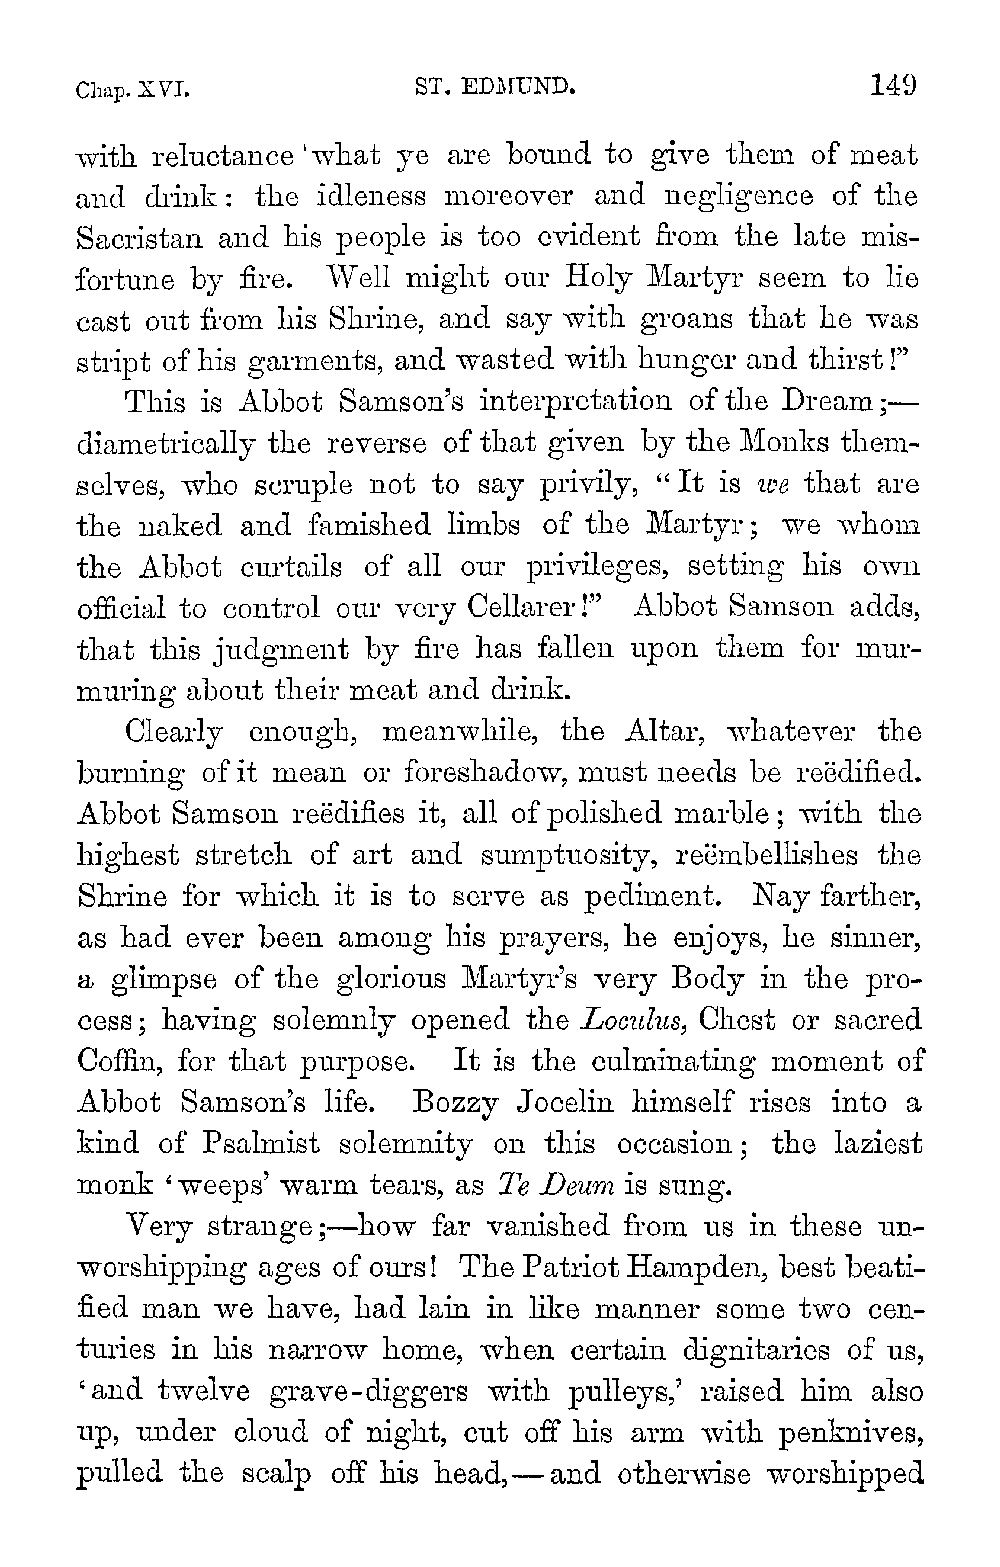 Chap. XVI. ST. EDMUND. 149
with reluctance 'what ye are bound to give them of meat
and drink: the idleness moreover and negligence of the
Sacristan and his people is too evident from the late mis-
fortune by fire. Well might our Holy Martyr seem to lie
cast out from his Shrine, and say with groans that he was
stript of his garments, and wasted with hunger and thirst!”
This is Abbot Samson’s interpretation of the Dream;—
diametrically the reverse of that given by the Monks them-
selves, who scruple not to say privily, “It is we that are
the naked and famished limbs of the Martyr; we whom
the Abbot curtails of all our privileges, setting his own
official to control our very Cellarer!” Abbot Samson adds,
that this judgment by fire has fallen upon them for mur-
muring about their meat and drink.
Clearly enough, meanwhile, the Altar, whatever the
burning of it mean or foreshadow, must needs be reëdified.
Abbot Samson reëdifies it, all of polished marble; with the
highest stretch of art and sumptuosity, reëmbellishes the
Shrine for which it is to serve as pediment. Nay farther,
as had ever been among his prayers, he enjoys, he sinner,
a glimpse of the glorious Martyr’s very Body in the pro-
cess; having solemnly opened the Loculus, Chest or sacred
Coffin, for that purpose. It is the culminating moment of
Abbot Samson’s life. Bozzy Jocelin himself rises into a
kind of Psalmist solemnity on this occasion; the laziest
monk ‘weeps’ warm tears, as Te Deum is sung.
Very strange;—how far vanished from us in these un-
worshipping ages of ours! The Patriot Hampden, best beati-
fied man we have, had lain in like manner some two cen-
turies in his narrow home, when certain dignitaries of us,
‘and twelve grave-diggers with pulleys,’ raised him also
up, under cloud of night, cut off his arm with penknives,
pulled the scalp off his head,—and otherwise worshipped